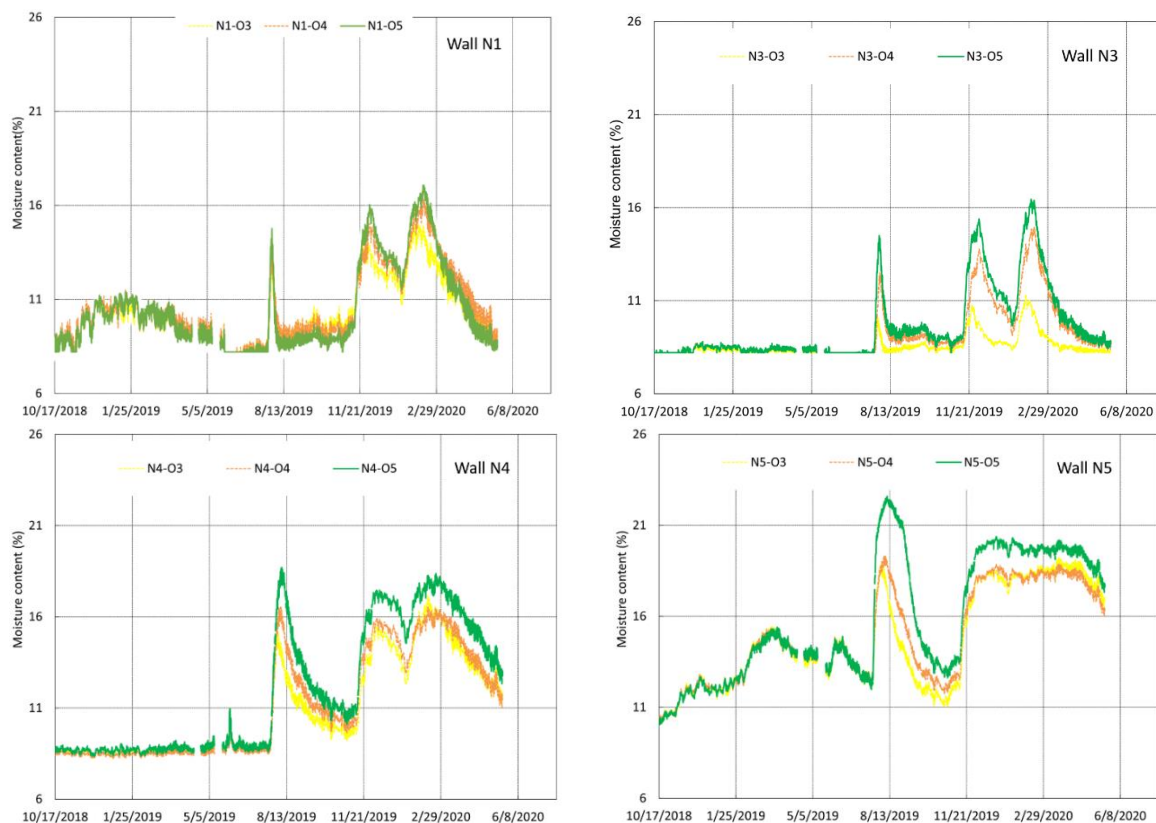 N1-O3 N1-O4 N1-O5
Wall N1
Moisture content(%)
26
21
16
11
6
10/17/2018 1/25/2019 5/5/2019 8/13/2019 11/21/2019 2/29/2020 6/8/2020
N3-O3 N3-O4 N3-O5
Wall N3
Moisture content (%)
26
21
16
11
6
10/17/2018 1/25/2019 5/5/2019 8/13/2019 11/21/2019 2/29/2020 6/8/2020
N4-O3 N4-O4 N4-O5
Wall N4
Moisture content (%)
26
21
16
11
6
10/17/2018 1/25/2019 5/5/2019 8/13/2019 11/21/2019 2/29/2020 6/8/2020
N5-O3 N5-O4 N5-O5
Wall N5
Moisture content (%)
26
21
16
11
6
10/17/2018 1/25/2019 5/5/2019 8/13/2019 11/21/2019 2/29/2020 6/8/2020